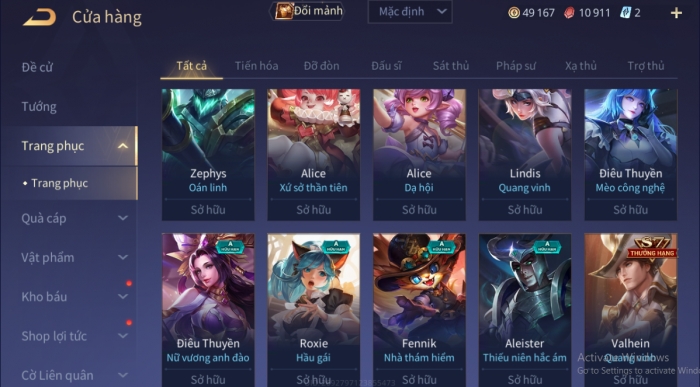 Cửa hàng
Đổi mảnh
Mặc định
49 167
10 911
2
Đề cử
Tướng
Trang phục
Trang phục
Quà cáp
Vật phẩm
Kho báu
Shop lợi tức
Cờ Liên quân
Tất cả Tiến hóa Đỡ đòn Đấu sĩ Sát thủ Pháp sư Xạ thủ Trợ thủ
Zephys
Oán linh
Sở hữu
Alice
Xứ sở thần tiên
Sở hữu
Alice
Dạ hội
Sở hữu
Lindis
Quang vinh
Sở hữu
Điêu Thuyền
Mèo công nghệ
Sở hữu
A
HỮU HẠN
Điêu Thuyền
Nữ vương anh đào
Sở hữu
A
HỮU HẠN
Roxie
Hầu gái
Sở hữu
A
HỮU HẠN
Fennik
Nhà thám hiểm
Sở hữu
A
HỮU HẠN
Aleister
Thiếu niên hắc ám
Sở hữu
S77
THƯỞNG HẠNG
Valhein
Quang vinh
Activate Windows
Go to Settings to activate Wind